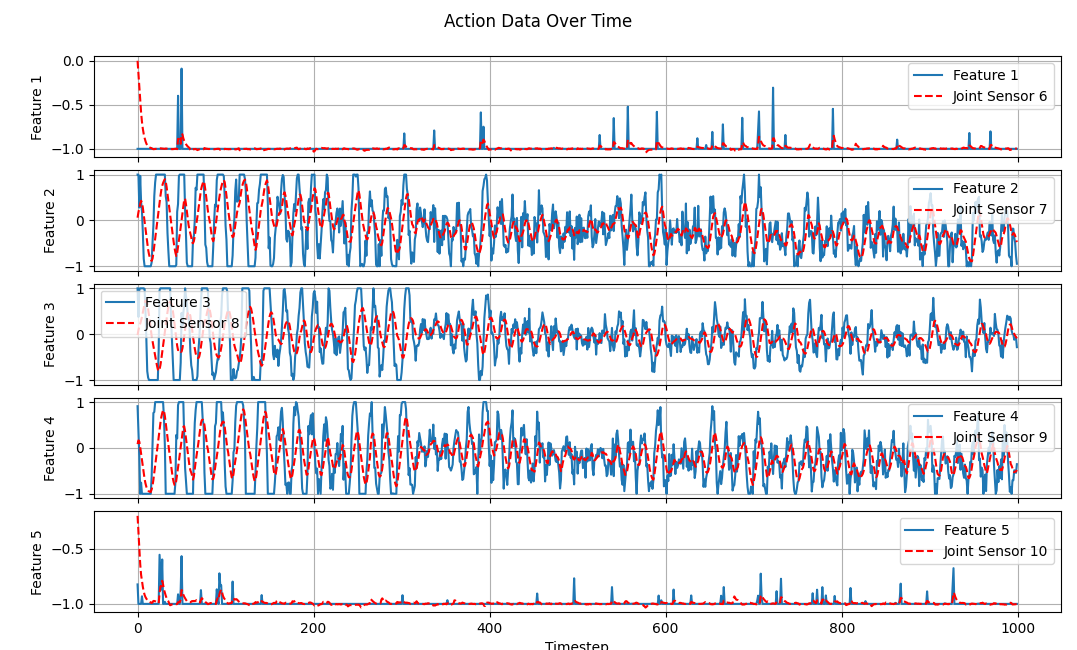 Action Data Over Time
Feature 1
0.0
−0.5
−1.0
Feature 1
Joint Sensor 6
Feature 2
1
0
−1
Feature 2
Joint Sensor 7
Feature 3
1
0
−1
Feature 3
Joint Sensor 8
Feature 4
1
0
−1
Feature 4
Joint Sensor 9
Feature 5
−0.5
−1.0
Feature 5
Joint Sensor 10
0 200 400 600 800 1000
Timestep